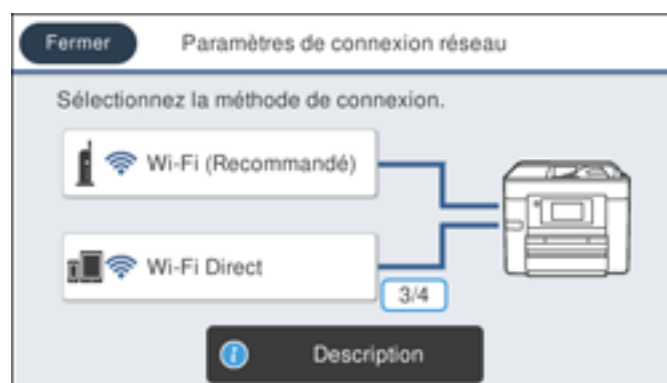 Fermer
Paramètres de connexion réseau
Sélectionnez la méthode de connexion.
Wi-Fi (Recommandé)
Wi-Fi Direct
3/4
Description